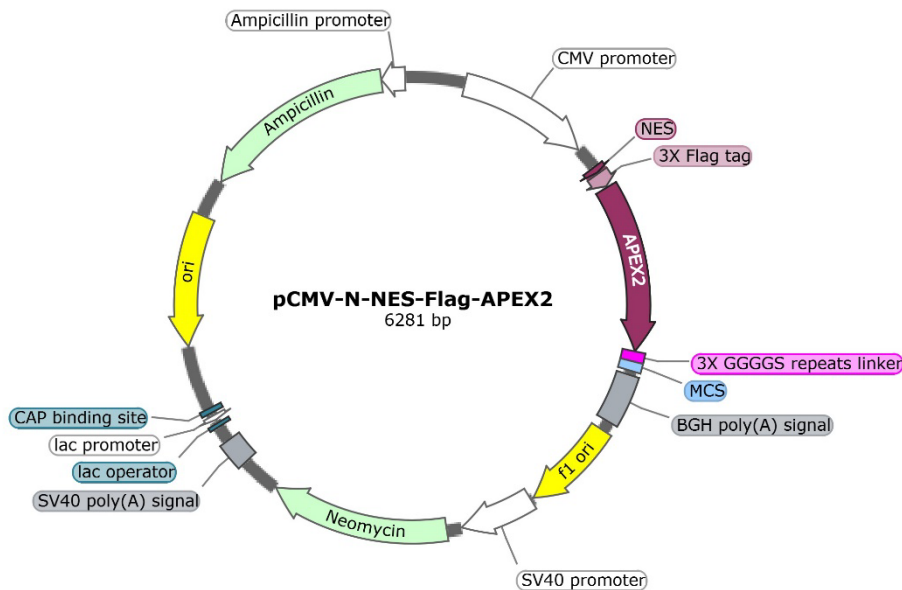 Ampicillin promoter
CMV promoter
Ampicillin
NES
3X Flag tag
APEX2
ori
pCMV-N-NES-Flag-APEX2
6281 bp
3X GGGGS repeats linker
MCS
BGH poly(A) signal
CAP binding site
lac promoter
lac operator
SV40 poly(A) signal
f1 ori
Neomycin
SV40 promoter